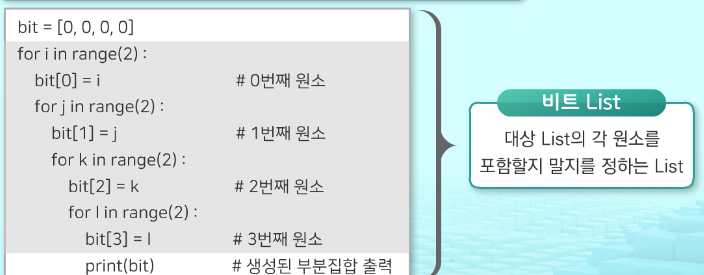 bit = [0, 0, 0, 0]
for i in range(2) :
bit[0] = i # 0번째 원소
for j in range(2) :
bit[1] = j # 1번째 원소
for k in range(2) :
bit[2] = k # 2번째 원소
for l in range(2) :
bit[3] = l # 3번째 원소
print(bit) # 생성된 부분집합 출력
비트 List
대상 List의 각 원소를
포함할지 말지를 정하는 List